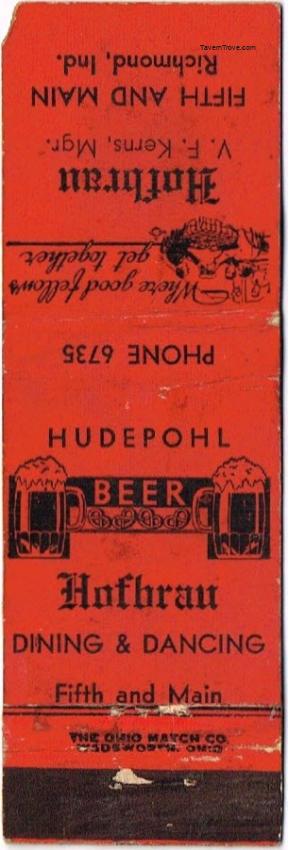 TavernTrove.com
FIFTH AND MAIN
Richmond, Ind.
V. F. Kerns, Mgr.
Hofbrau
Where good fellows
get together
PHONE 6735
HUDEPOHL
BEER
Hofbrau
DINING & DANCING
Fifth and Main
THE OHIO MATCH CO.
WADSWORTH, OHIO